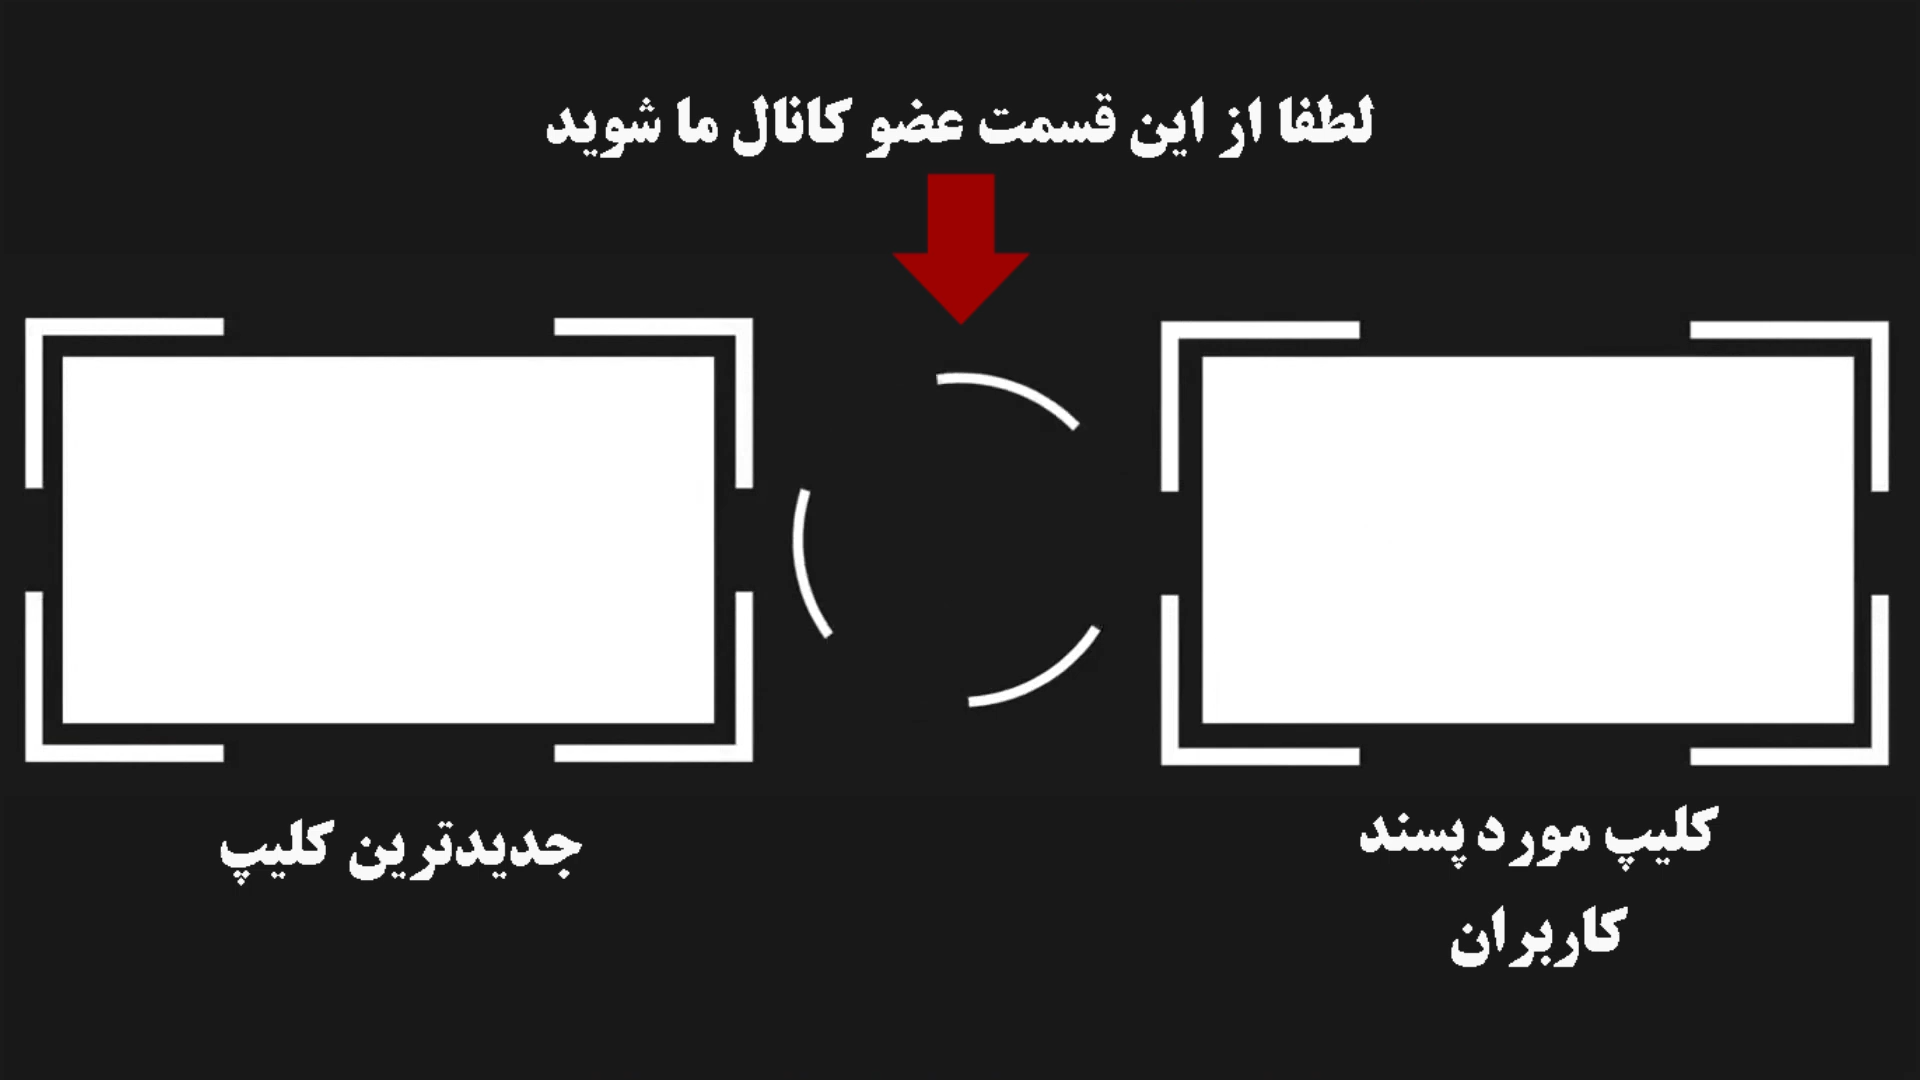 لطفا از این قسمت عضو کانال ما شوید
کلیپ مورد پسند
کاربران
جدیدترین کلیپ